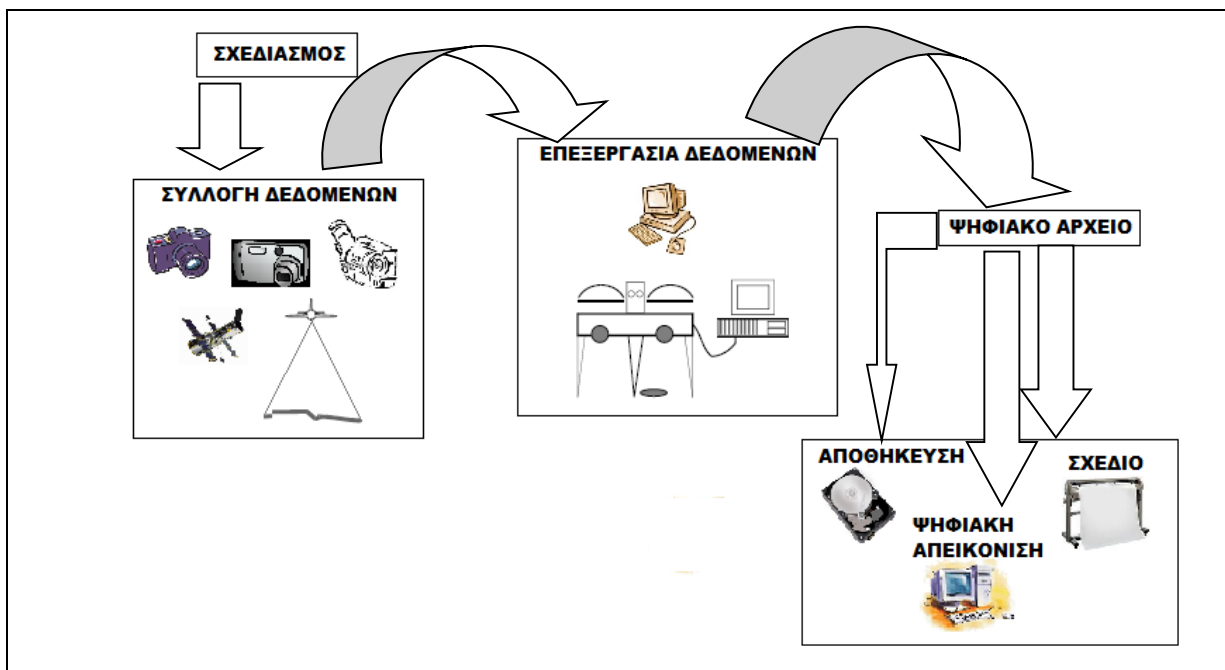 ΣΧΕΔΙΑΣΜΟΣ
ΣΥΛΛΟΓΗ ΔΕΔΟΜΕΝΩΝ
ΕΠΕΞΕΡΓΑΣΙΑ ΔΕΔΟΜΕΝΩΝ
ΨΗΦΙΑΚΟ ΑΡΧΕΙΟ
ΑΠΟΘΗΚΕΥΣΗ
ΣΧΕΔΙΟ
ΨΗΦΙΑΚΗ
ΑΠΕΙΚΟΝΙΣΗ